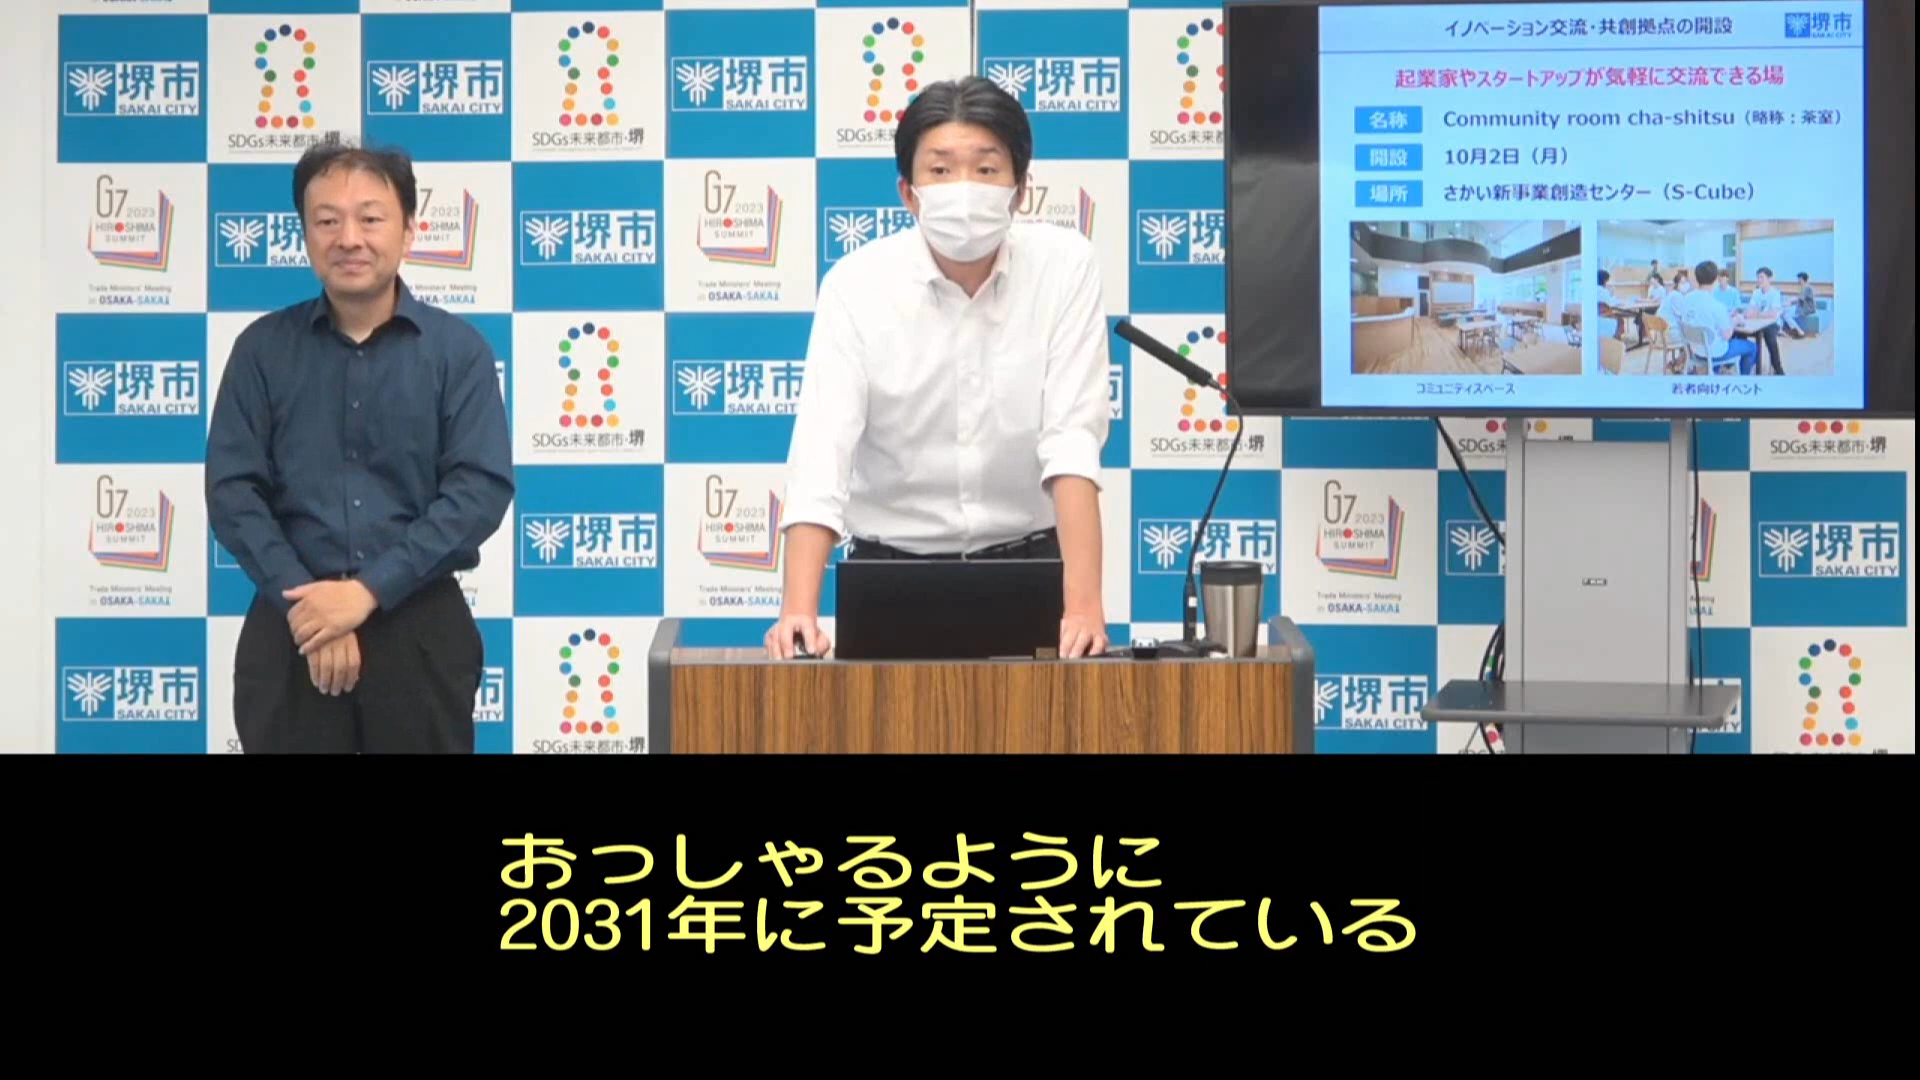 イノベーション交流・共創拠点の開設
堺市
SAKAI CITY
起業家やスタートアップが気軽に交流できる場
名称 Community room cha-shitsu（略称：茶室）
開設 10月2日（月）
場所 さかい新事業創造センター（S-Cube）
コミュニティスペース
若者向けイベント
堺市
SAKAI CITY
SDGs未来都市・堺
G7 2023
HIROSHIMA
SUMMIT
Trade Ministers' Meeting
in OSAKA-SAKAI
おっしゃるように
2031年に予定されている